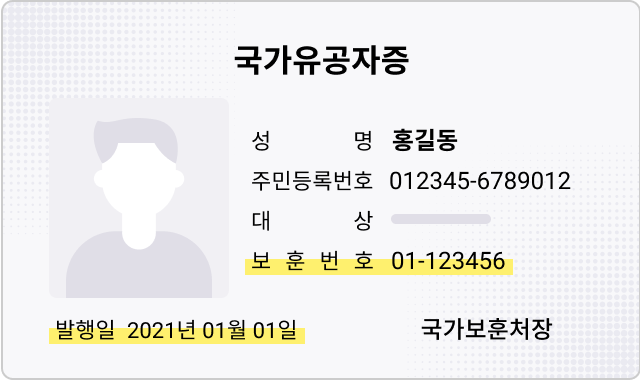 국가유공자증
성 명 홍길동
주민등록번호 012345-6789012
대 상
보 훈 번 호 01-123456
발행일 2021년 01월 01일
국가보훈처장